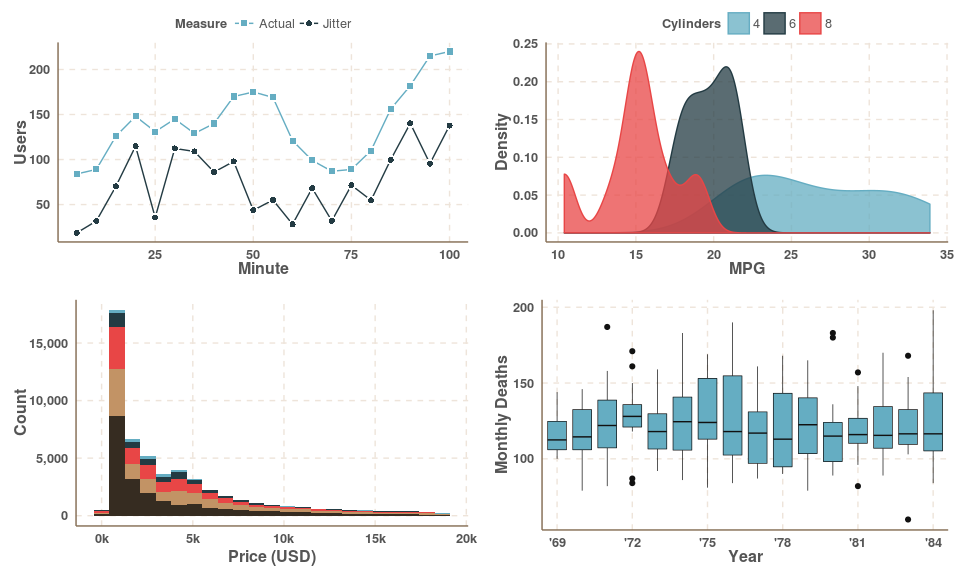 Measure Actual Jitter
200
150
100
50
Users
25 50 75 100
Minute
Cylinders 4 6 8
0.25
0.20
0.15
0.10
0.05
0.00
Density
10 15 20 25 30 35
MPG
15,000
10,000
5,000
0
Count
0k 5k 10k 15k 20k
Price (USD)
200
150
100
Monthly Deaths
'69 '72 '75 '78 '81 '84
Year